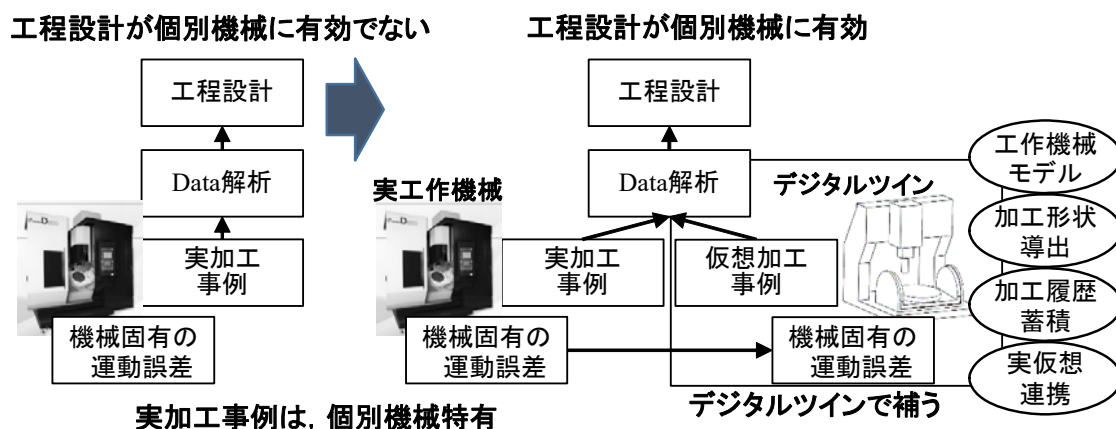 工程設計が個別機械に有効でない
工程設計
Data解析
実加工
事例
機械固有の
運動誤差
実加工事例は，個別機械特有
工程設計が個別機械に有効
工程設計
Data解析
実工作機械
デジタルツイン
実加工
事例
仮想加工
事例
機械固有の
運動誤差
機械固有の
運動誤差
デジタルツインで補う
工作機械
モデル
加工形状
導出
加工履歴
蓄積
実仮想
連携